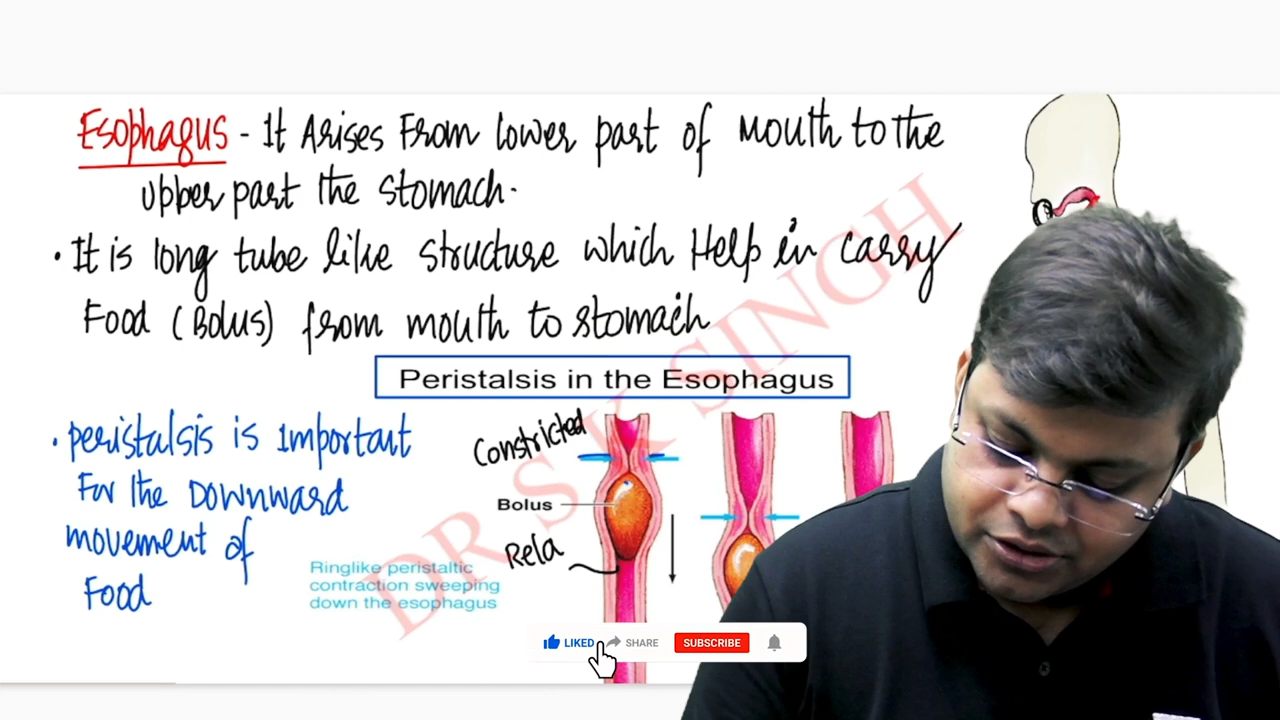 Esophagus - It Arises From lower part of Mouth to the
upper part the stomach.
• It is long tube like structure which Help in carry
Food (Bolus) from mouth to stomach
Peristalsis in the Esophagus
• Peristalsis is Important
For the Downward
movement of
Food
Constricted
Bolus
Rela
Ringlike peristaltic
contraction sweeping
down the esophagus
DR S K SINGH
LIKED SHARE SUBSCRIBE